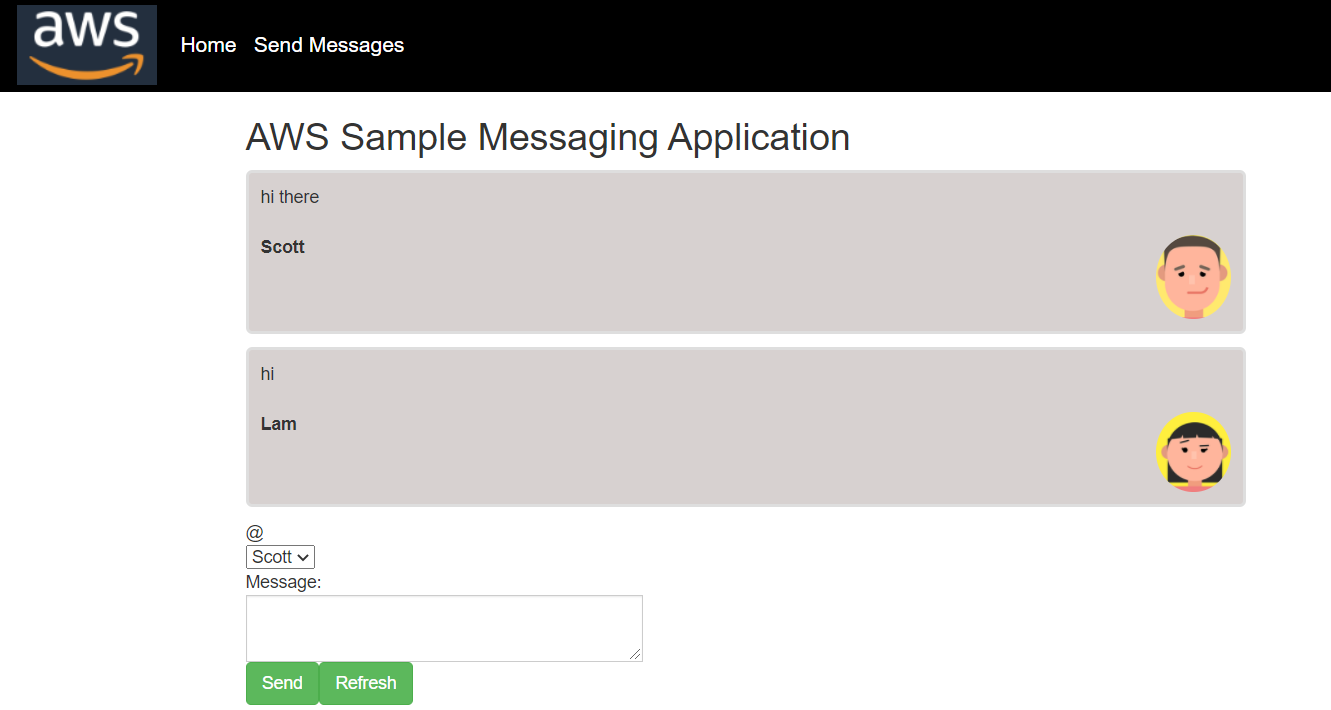 aws
Home Send Messages
AWS Sample Messaging Application
hi there
Scott
hi
Lam
@
Scott
Message:
Send Refresh